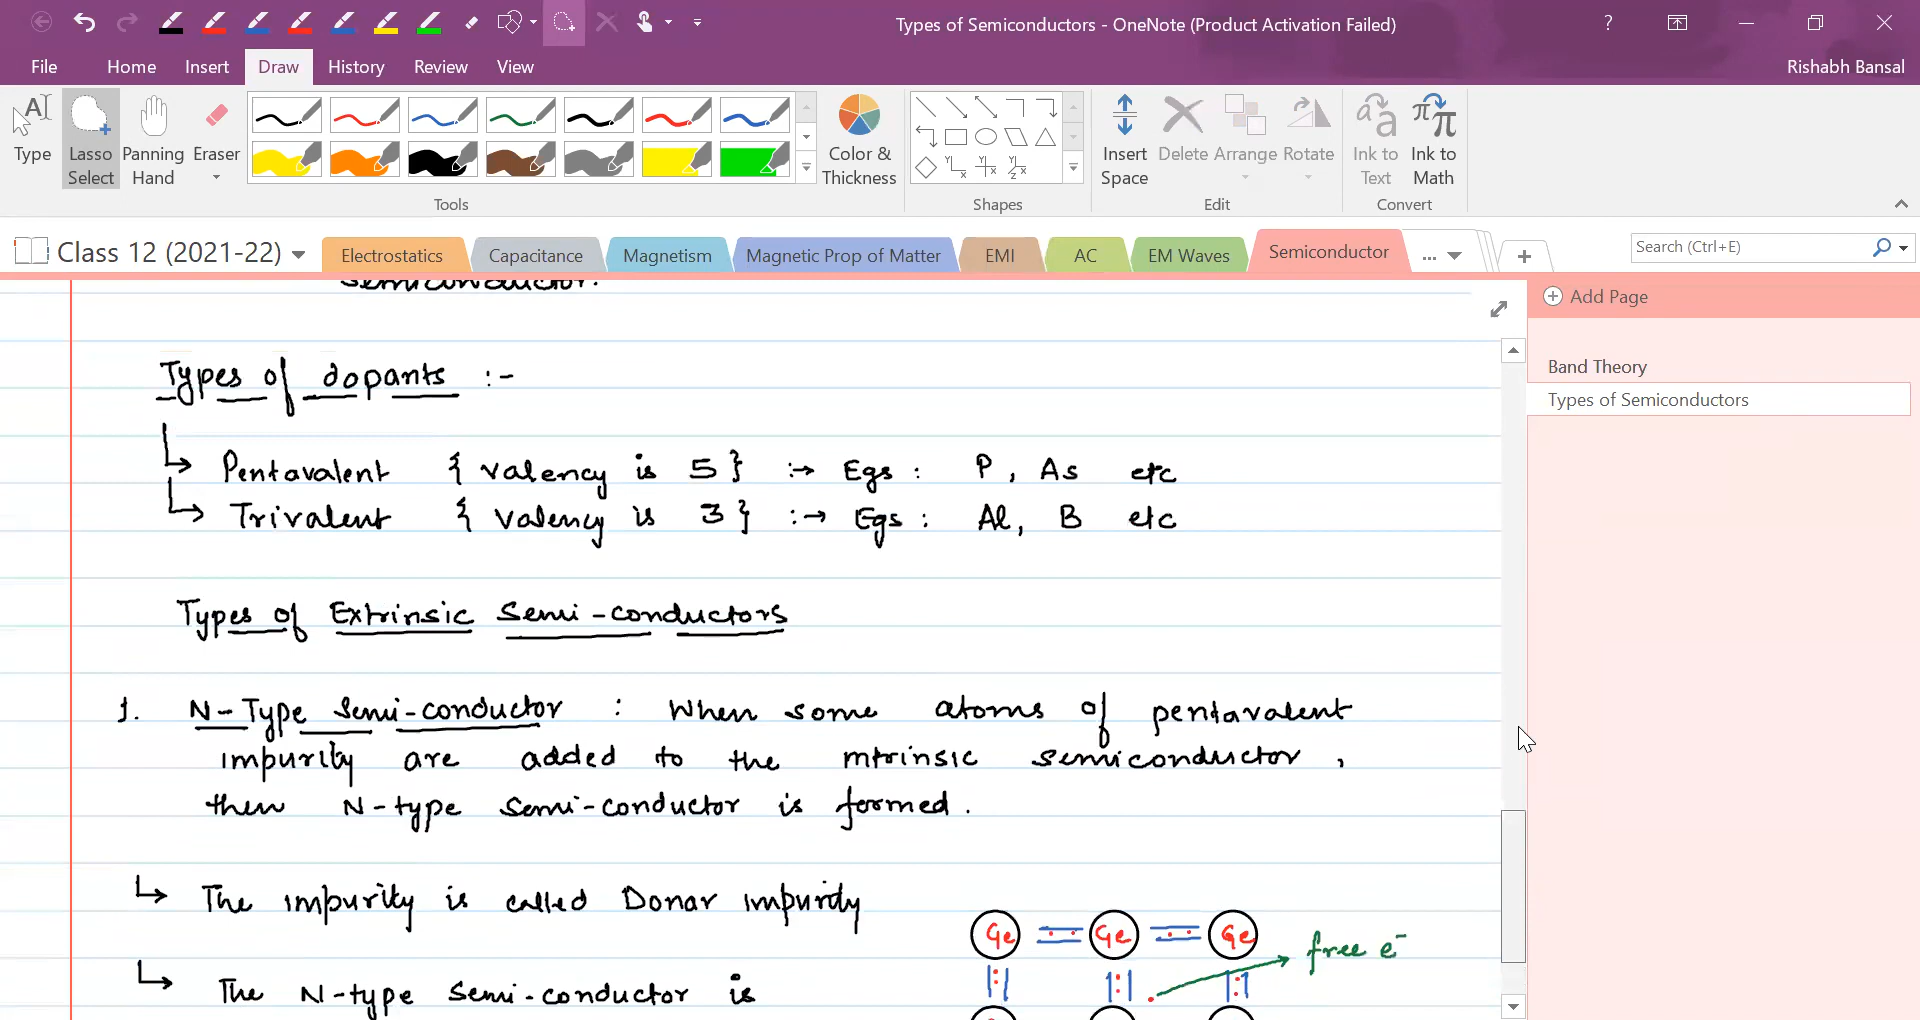 Types of Semiconductors - OneNote (Product Activation Failed)
?
File Home Insert Draw History Review View
Rishabh Bansal
Type
Lasso Select
Panning Hand
Eraser
Color & Thickness
Insert Space
Delete
Arrange
Rotate
Ink to Text
Ink to Math
Tools
Shapes
Edit
Convert
Class 12 (2021-22)
Electrostatics Capacitance Magnetism Magnetic Prop of Matter EMI AC EM Waves Semiconductor ...
Search (Ctrl+E)
Add Page
Band Theory
Types of Semiconductors
semiconductor.
Types of dopants :-
Pentavalent { valency is 5 } :→ Egs : P, As etc
Trivalent { valency is 3 } :→ Egs : Al, B etc
Types of Extrinsic Semi-conductors
1. N-Type Semi-conductor : When some atoms of pentavalent
impurity are added to the intrinsic semiconductor,
then N-type semi-conductor is formed.
↳ The impurity is called Donar impurity
↳ The N-type semi-conductor is
Ge Ge Ge
free e⁻